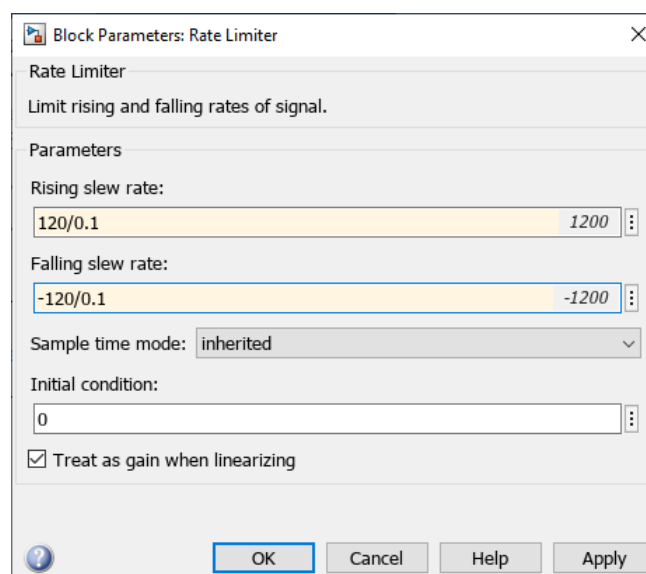 Block Parameters: Rate Limiter
Rate Limiter
Limit rising and falling rates of signal.
Parameters
Rising slew rate:
120/0.1 1200
Falling slew rate:
-120/0.1 -1200
Sample time mode: inherited
Initial condition:
0
Treat as gain when linearizing
OK Cancel Help Apply